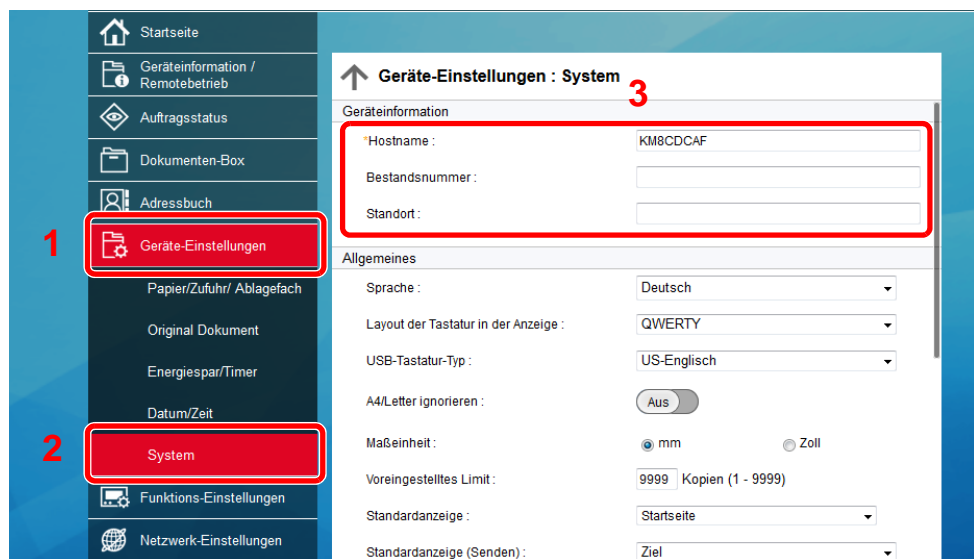 Startseite
Geräteinformation /
Remotebetrieb
Auftragsstatus
Dokumenten-Box
Adressbuch
1
Geräte-Einstellungen
Papier/Zufuhr/ Ablagefach
Original Dokument
Energiespar/Timer
Datum/Zeit
2
System
Funktions-Einstellungen
Netzwerk-Einstellungen
Geräte-Einstellungen : System
3
Geräteinformation
*Hostname : KM8CDCAF
Bestandsnummer :
Standort :
Allgemeines
Sprache : Deutsch
Layout der Tastatur in der Anzeige : QWERTY
USB-Tastatur-Typ : US-Englisch
A4/Letter ignorieren : Aus
Maßeinheit : mm Zoll
Voreingestelltes Limit : 9999 Kopien (1 - 9999)
Standardanzeige : Startseite
Standardanzeige (Senden) : Ziel